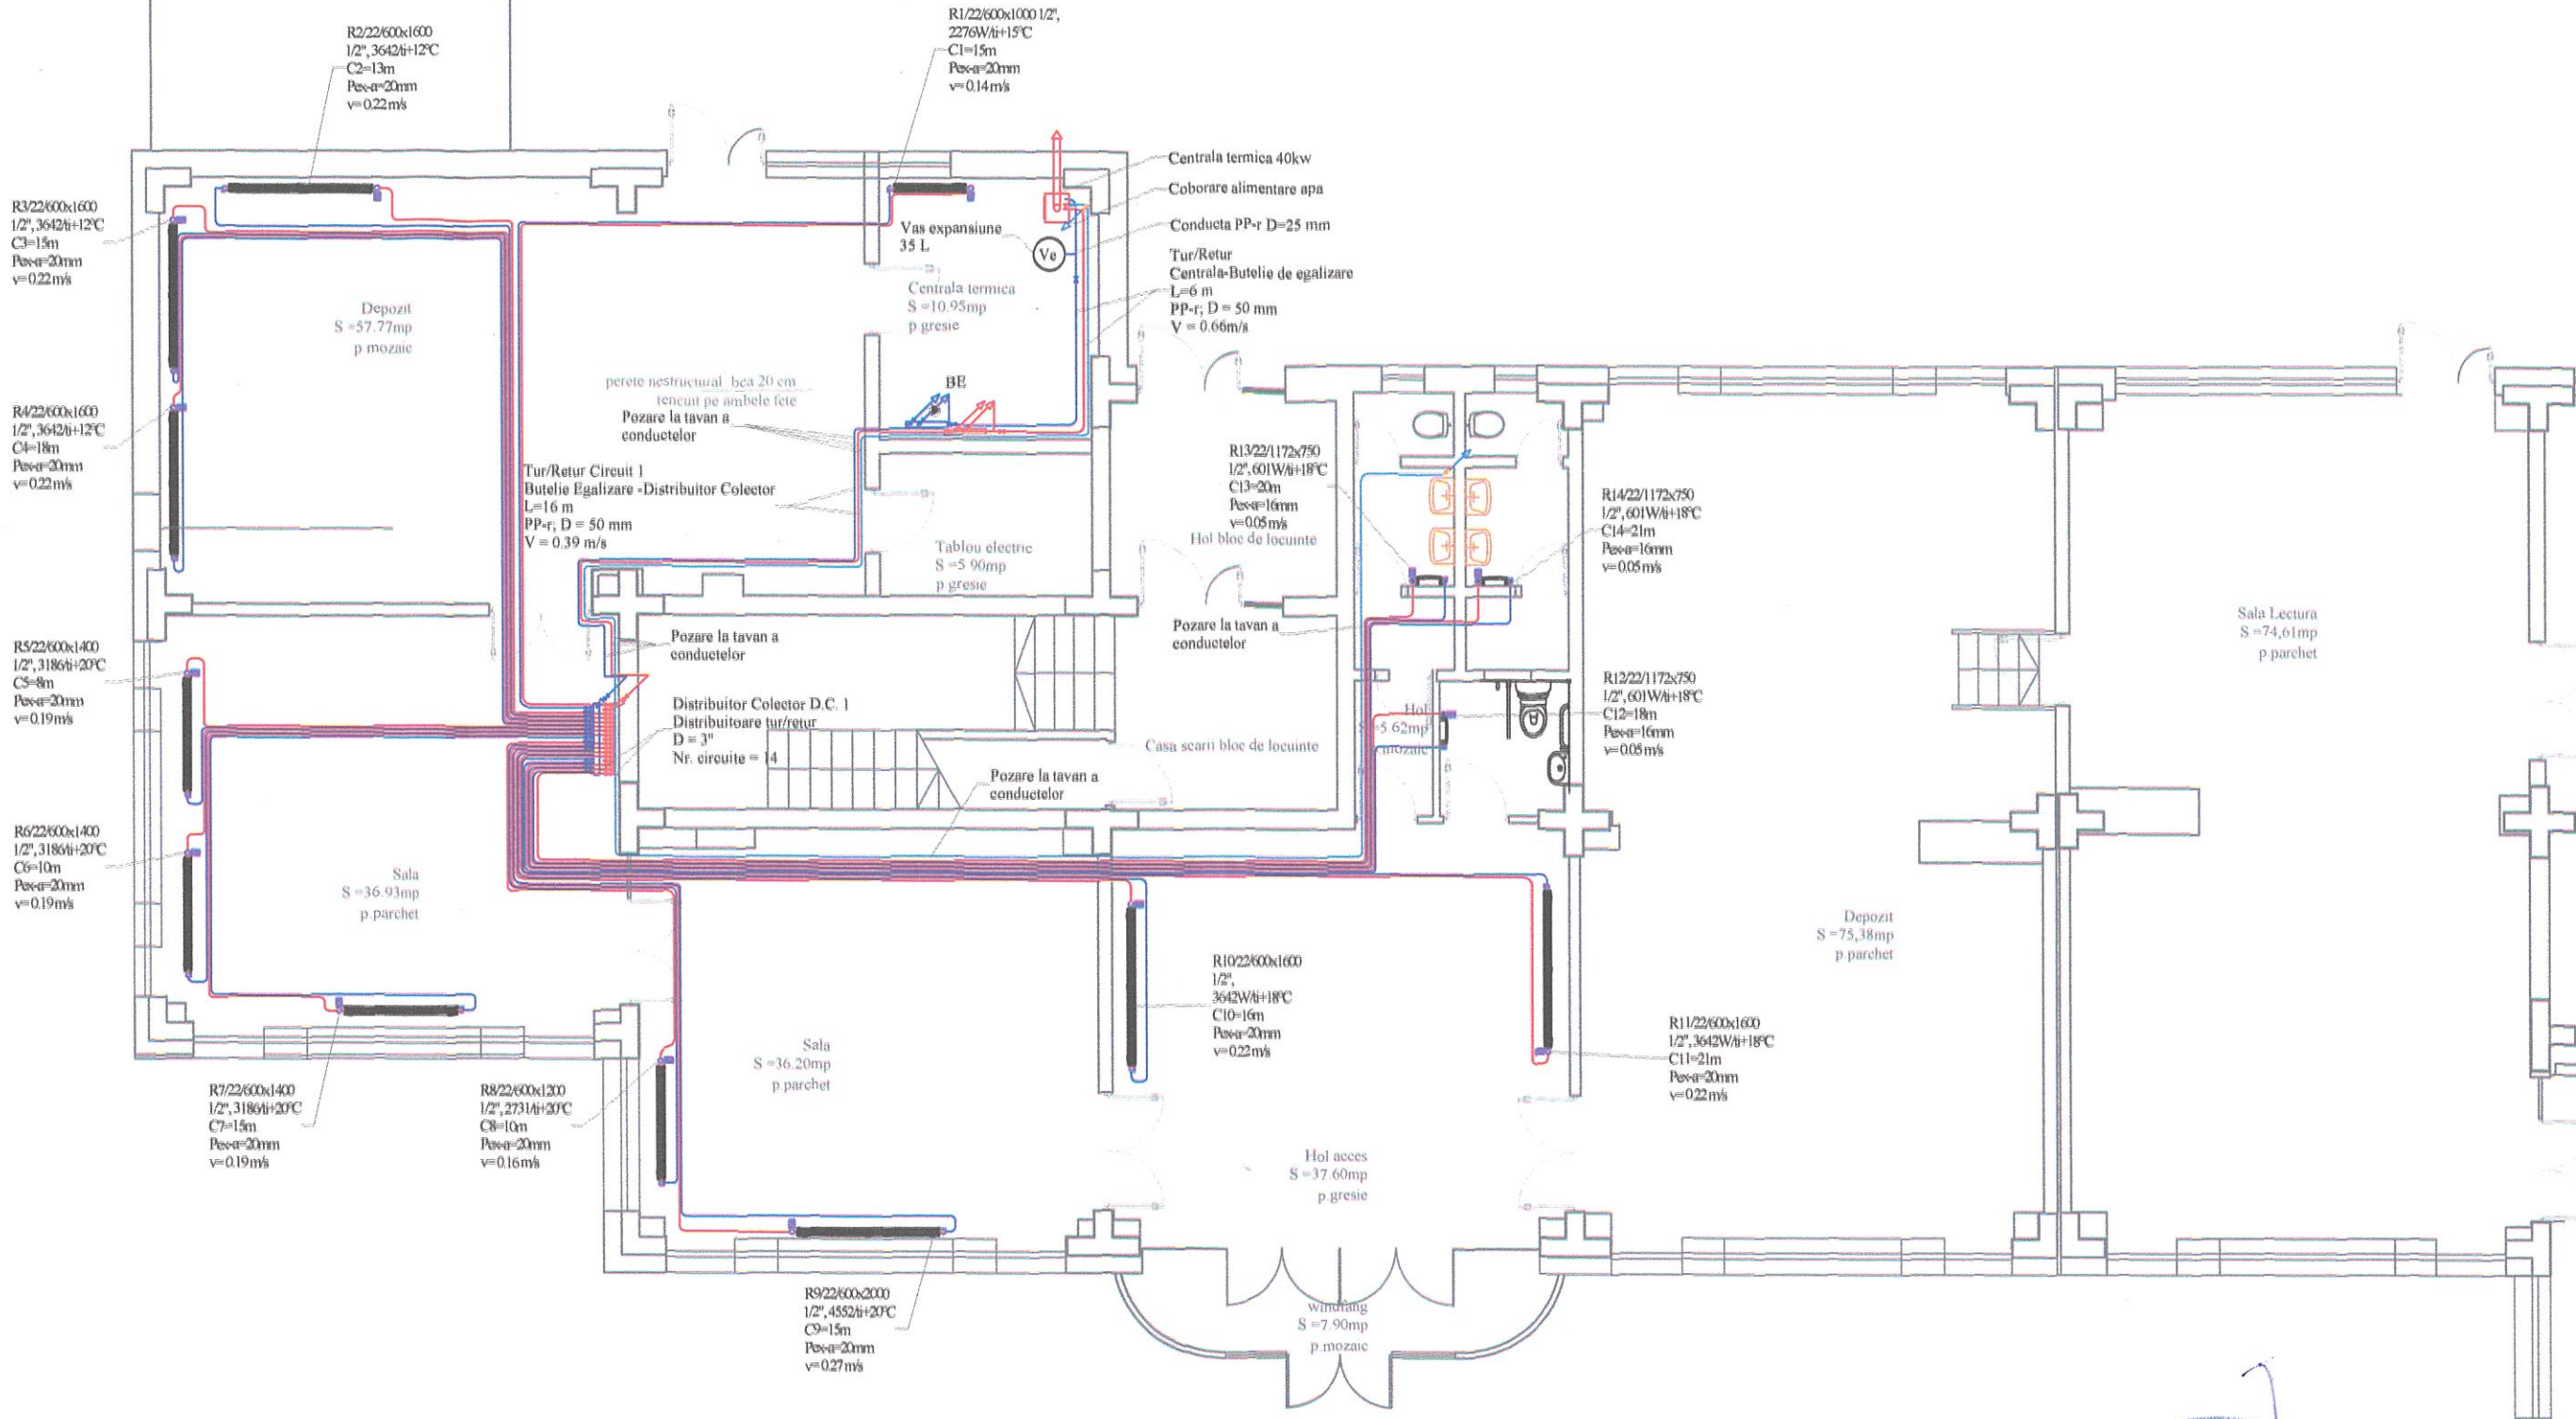 R2/22/600x1600
1/2", 3642/ti+12°C
C2=13m
Pex-a=20mm
v=0.22m/s
R1/22/600x1000 1/2",
2276W/ti+15°C
C1=15m
Pex-a=20mm
v=0.14m/s
Centrala termica 40kw
Coborare alimentare apa
Conducta PP-r D=25 mm
Tur/Retur
Centrala-Butelie de egalizare
L=6 m
PP-r; D = 50 mm
V = 0.66m/s
R3/22/600x1600
1/2", 3642/ti+12°C
C3=15m
Pex-a=20mm
v=0.22m/s
Vas expansiune
35 L
Ve
Centrala termica
S =10.95mp
p.gresie
Depozit
S =57.77mp
p.mozaic
perete nestructural bca 20 cm
tencuit pe ambele fete
BE
Pozare la tavan a
conductelor
R4/22/600x1600
1/2", 3642/ti+12°C
C4=18m
Pex-a=20mm
v=0.22m/s
Tur/Retur Circuit 1
Butelie Egalizare -Distribuitor Colector
L=16 m
PP-r; D = 50 mm
V = 0.39 m/s
Tablou electric
S =5.90mp
p.gresie
R13/22/1172x750
1/2", 601W/ti+18°C
C13=20m
Pex-a=16mm
v=0.05m/s
Hol bloc de locuinte
R14/22/1172x750
1/2", 601W/ti+18°C
C14=21m
Pex-a=16mm
v=0.05m/s
Pozare la tavan a
conductelor
Sala Lectura
S =74,61mp
p.parchet
R5/22/600x1400
1/2", 3186/ti+20°C
C5=8m
Pex-a=20mm
v=0.19m/s
Pozare la tavan a
conductelor
Distribuitor Colector D.C. 1
Distribuitoare tur/retur
D = 3"
Nr. circuite = 14
Casa scarii bloc de locuinte
Hol
S =5.62mp
p.mozaic
R12/22/1172x750
1/2", 601W/ti+18°C
C12=18m
Pex-a=16mm
v=0.05m/s
Pozare la tavan a
conductelor
R6/22/600x1400
1/2", 3186/ti+20°C
C6=10m
Pex-a=20mm
v=0.19m/s
Sala
S =36.93mp
p.parchet
Depozit
S =75,38mp
p.parchet
R10/22/600x1600
1/2",
3642W/ti+18°C
C10=16m
Pex-a=20mm
v=0.22m/s
R11/22/600x1600
1/2", 3642W/ti+18°C
C11=21m
Pex-a=20mm
v=0.22m/s
Sala
S =36.20mp
p.parchet
R7/22/600x1400
1/2", 3186/ti+20°C
C7=15m
Pex-a=20mm
v=0.19m/s
R8/22/600x1200
1/2", 2731/ti+20°C
C8=10m
Pex-a=20mm
v=0.16m/s
Hol acces
S =37.60mp
p.gresie
R9/22/600x2000
1/2", 4552/ti+20°C
C9=15m
Pex-a=20mm
v=0.27m/s
windfang
S =7.90mp
p.mozaic